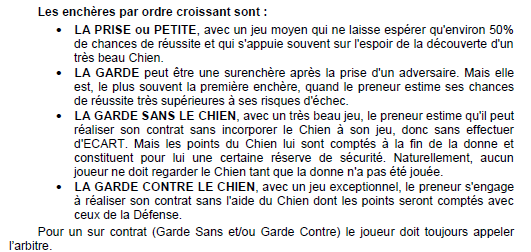 Les enchères par ordre croissant sont :
• LA PRISE ou PETITE, avec un jeu moyen qui ne laisse espérer qu'environ 50%
de chances de réussite et qui s'appuie souvent sur l'espoir de la découverte d'un
très beau Chien.
• LA GARDE peut être une surenchère après la prise d'un adversaire. Mais elle
est, le plus souvent la première enchère, quand le preneur estime ses chances
de réussite très supérieures à ses risques d'échec.
• LA GARDE SANS LE CHIEN, avec un très beau jeu, le preneur estime qu'il peut
réaliser son contrat sans incorporer le Chien à son jeu, donc sans effectuer
d'ECART. Mais les points du Chien lui sont comptés à la fin de la donne et
constituent pour lui une certaine réserve de sécurité. Naturellement, aucun
joueur ne doit regarder le Chien tant que la donne n'a pas été jouée.
• LA GARDE CONTRE LE CHIEN, avec un jeu exceptionnel, le preneur s'engage
à réaliser son contrat sans l'aide du Chien dont les points seront comptés avec
ceux de la Défense.
Pour un sur contrat (Garde Sans et/ou Garde Contre) le joueur doit toujours appeler
l'arbitre.